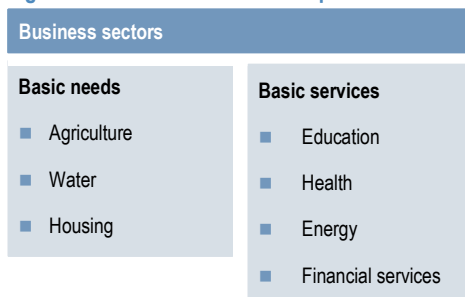 Business sectors
Basic needs
Agriculture
Water
Housing
Basic services
Education
Health
Energy
Financial services